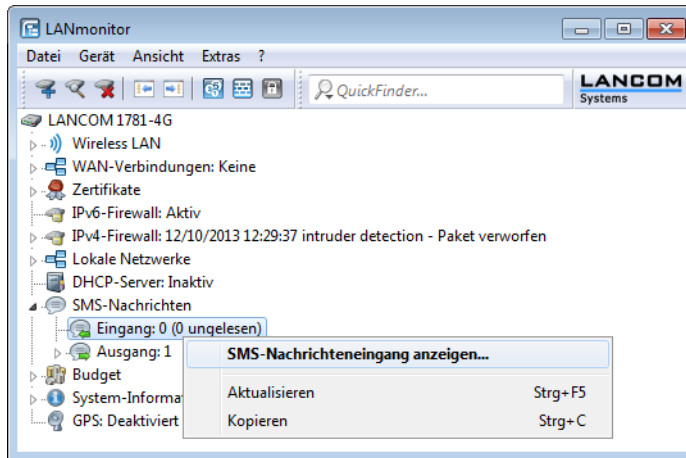 LANmonitor
Datei Gerät Ansicht Extras ?
QuickFinder...
LANCOM
Systems
LANCOM 1781-4G
Wireless LAN
WAN-Verbindungen: Keine
Zertifikate
IPv6-Firewall: Aktiv
IPv4-Firewall: 12/10/2013 12:29:37 intruder detection - Paket verworfen
Lokale Netzwerke
DHCP-Server: Inaktiv
SMS-Nachrichten
Eingang: 0 (0 ungelesen)
Ausgang: 1
SMS-Nachrichteneingang anzeigen...
Budget
System-Informa
Aktualisieren Strg+F5
GPS: Deaktiviert
Kopieren Strg+C